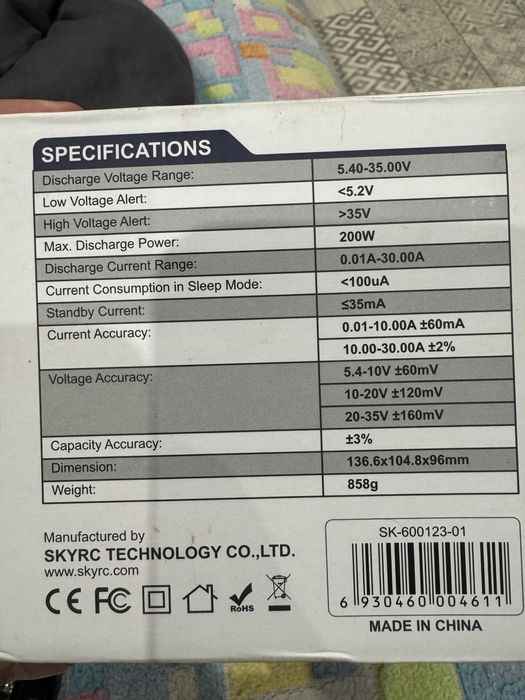 SPECIFICATIONS
Discharge Voltage Range: 5.40-35.00V
Low Voltage Alert: <5.2V
High Voltage Alert: >35V
Max. Discharge Power: 200W
Discharge Current Range: 0.01A-30.00A
Current Consumption in Sleep Mode: <100uA
Standby Current: ≤35mA
Current Accuracy: 0.01-10.00A ±60mA
10.00-30.00A ±2%
Voltage Accuracy: 5.4-10V ±60mV
10-20V ±120mV
20-35V ±160mV
Capacity Accuracy: ±3%
Dimension: 136.6x104.8x96mm
Weight: 858g
Manufactured by
SKYRC TECHNOLOGY CO.,LTD.
www.skyrc.com
CE FC RoHS
SK-600123-01
6 930460 004611
MADE IN CHINA